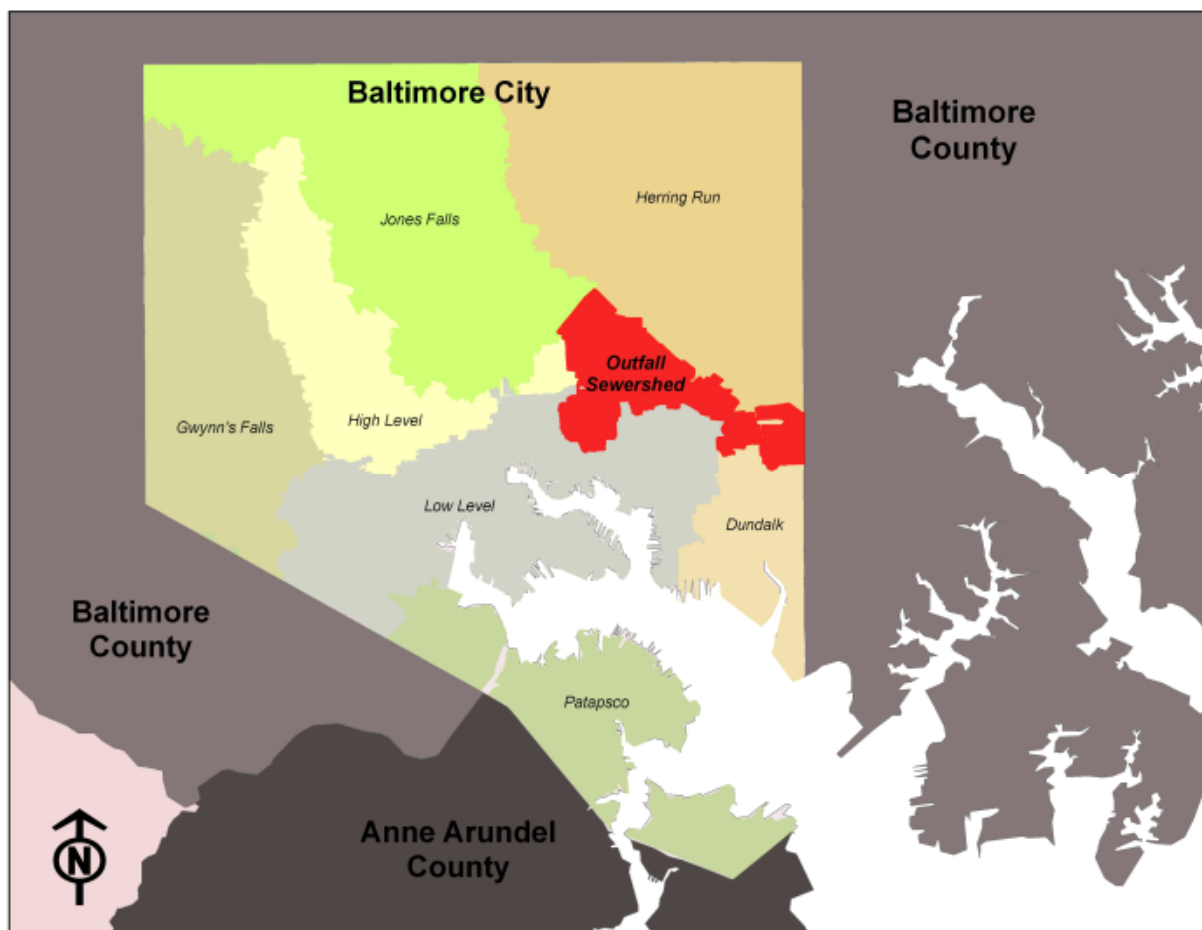 Baltimore City
Baltimore
County
Herring Run
Jones Falls
Outfall
Sewershed
High Level
Gwynn's Falls
Low Level
Dundalk
Baltimore
County
Patapsco
Anne Arundel
County
N